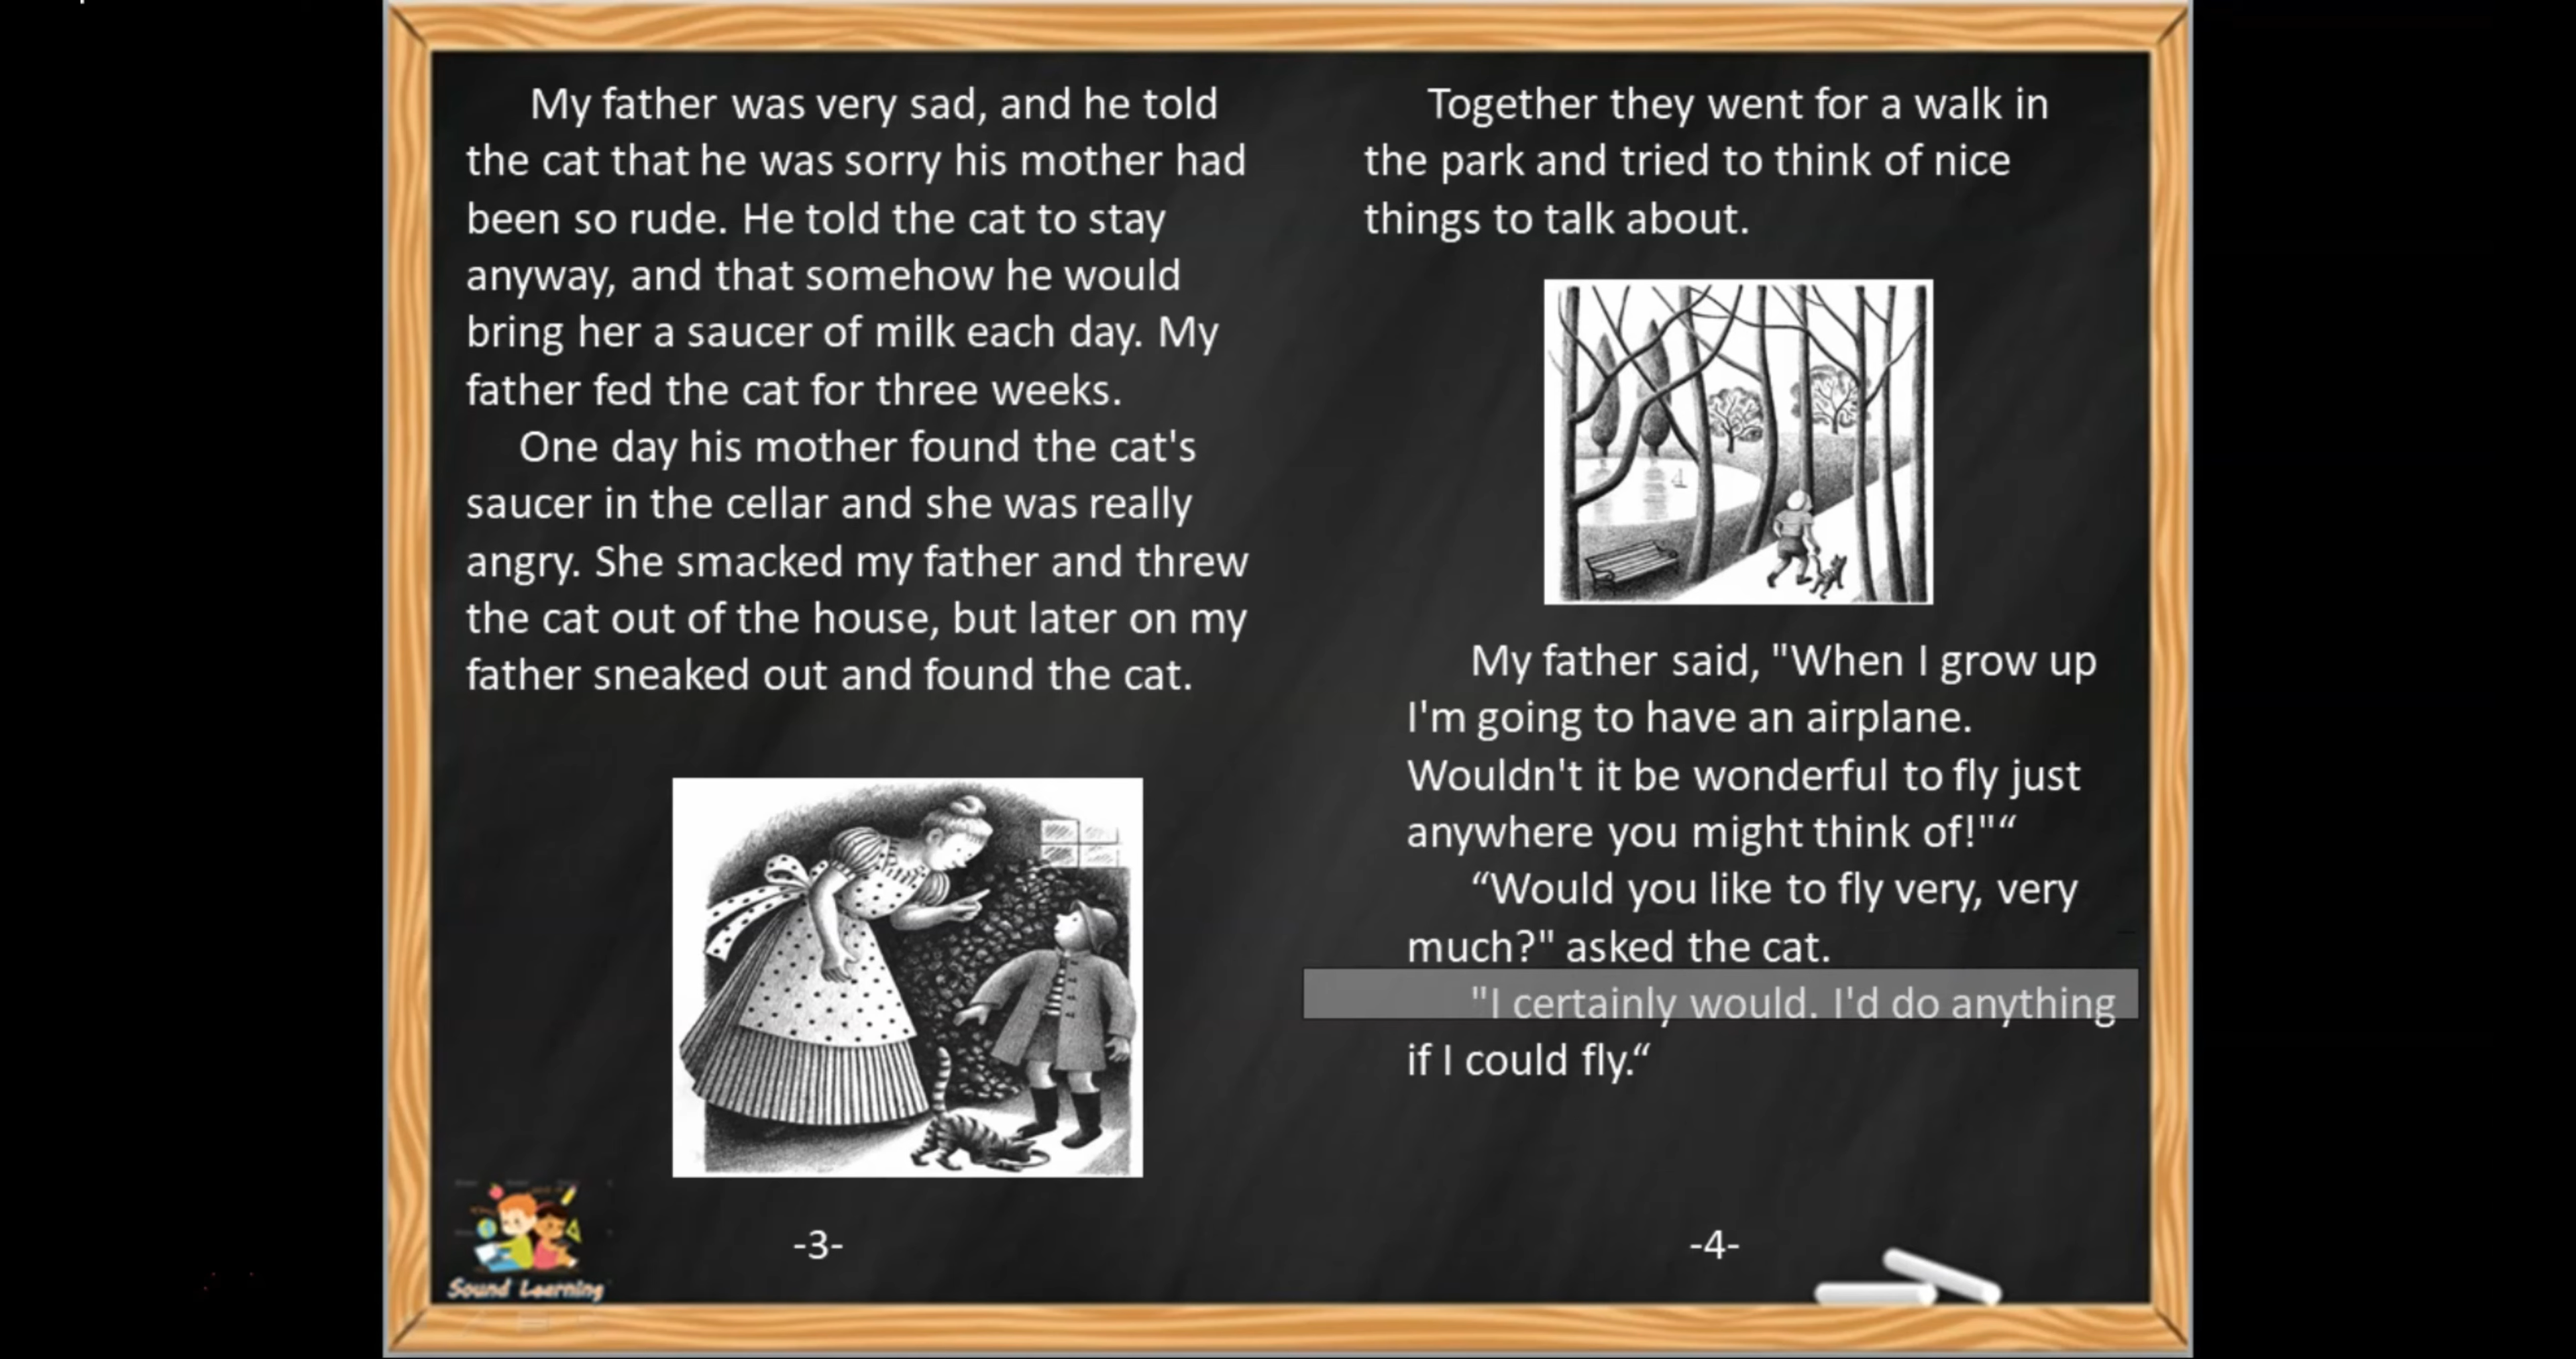 My father was very sad, and he told
the cat that he was sorry his mother had
been so rude. He told the cat to stay
anyway, and that somehow he would
bring her a saucer of milk each day. My
father fed the cat for three weeks.
One day his mother found the cat's
saucer in the cellar and she was really
angry. She smacked my father and threw
the cat out of the house, but later on my
father sneaked out and found the cat.
-3-
Sound Learning
Together they went for a walk in
the park and tried to think of nice
things to talk about.
My father said, "When I grow up
I'm going to have an airplane.
Wouldn't it be wonderful to fly just
anywhere you might think of!"“
“Would you like to fly very, very
much?" asked the cat.
"I certainly would. I'd do anything
if I could fly.“
-4-